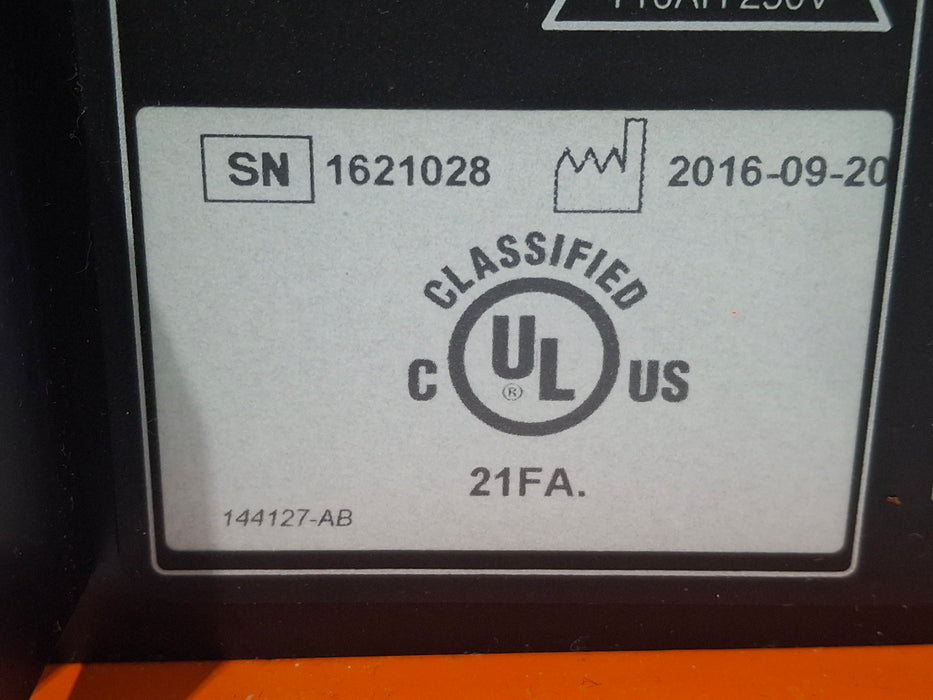 SN 1621028 2016-09-20
CLASSIFIED
C UL® US
21FA.
144127-AB